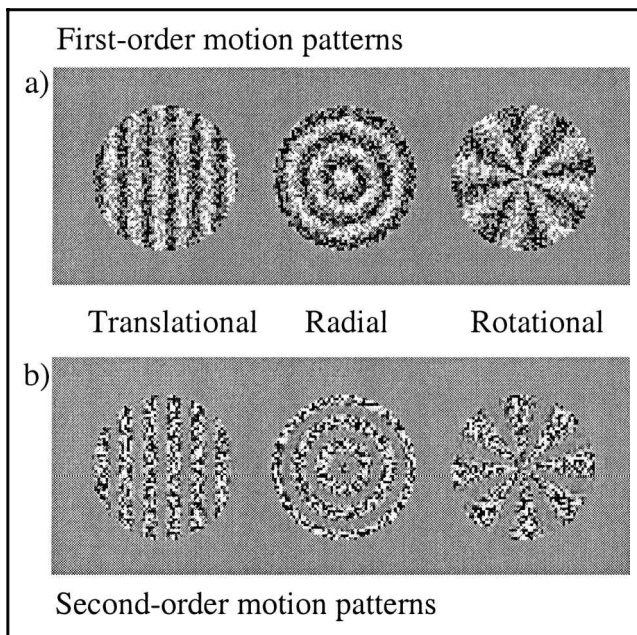 First-order motion patterns
a)
Translational Radial Rotational
b)
Second-order motion patterns